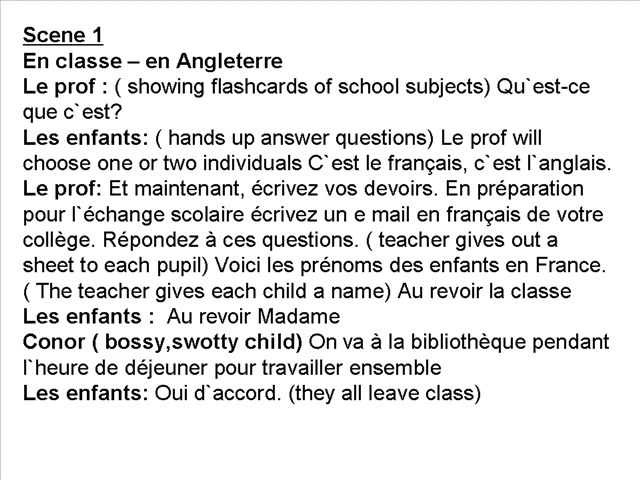 Scene 1
En classe – en Angleterre
Le prof : ( showing flashcards of school subjects) Qu`est-ce
que c`est?
Les enfants: ( hands up answer questions) Le prof will
choose one or two individuals C`est le français, c`est l`anglais.
Le prof: Et maintenant, écrivez vos devoirs. En préparation
pour l`échange scolaire écrivez un e mail en français de votre
collège. Répondez à ces questions. ( teacher gives out a
sheet to each pupil) Voici les prénoms des enfants en France.
( The teacher gives each child a name) Au revoir la classe
Les enfants :  Au revoir Madame
Conor ( bossy,swotty child) On va à la bibliothèque pendant
l`heure de déjeuner pour travailler ensemble
Les enfants: Oui d`accord. (they all leave class)